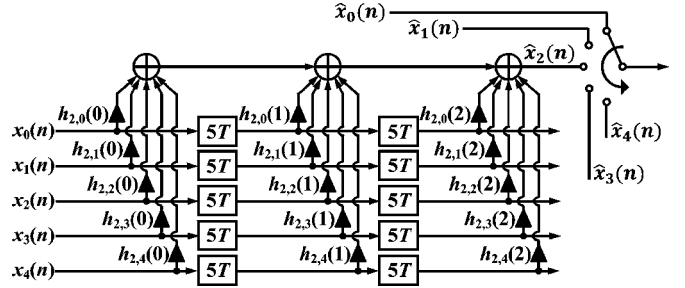 x̂₀(n)
x̂₁(n)
x̂₂(n)
h₂,₀(0) h₂,₀(1) h₂,₀(2)
x₀(n) 5T 5T
x̂₄(n)
h₂,₁(0) h₂,₁(1) h₂,₁(2)
x₁(n) 5T 5T
x̂₃(n)
h₂,₂(0) h₂,₂(1) h₂,₂(2)
x₂(n) 5T 5T
h₂,₃(0) h₂,₃(1) h₂,₃(2)
x₃(n) 5T 5T
h₂,₄(0) h₂,₄(1) h₂,₄(2)
x₄(n) 5T 5T